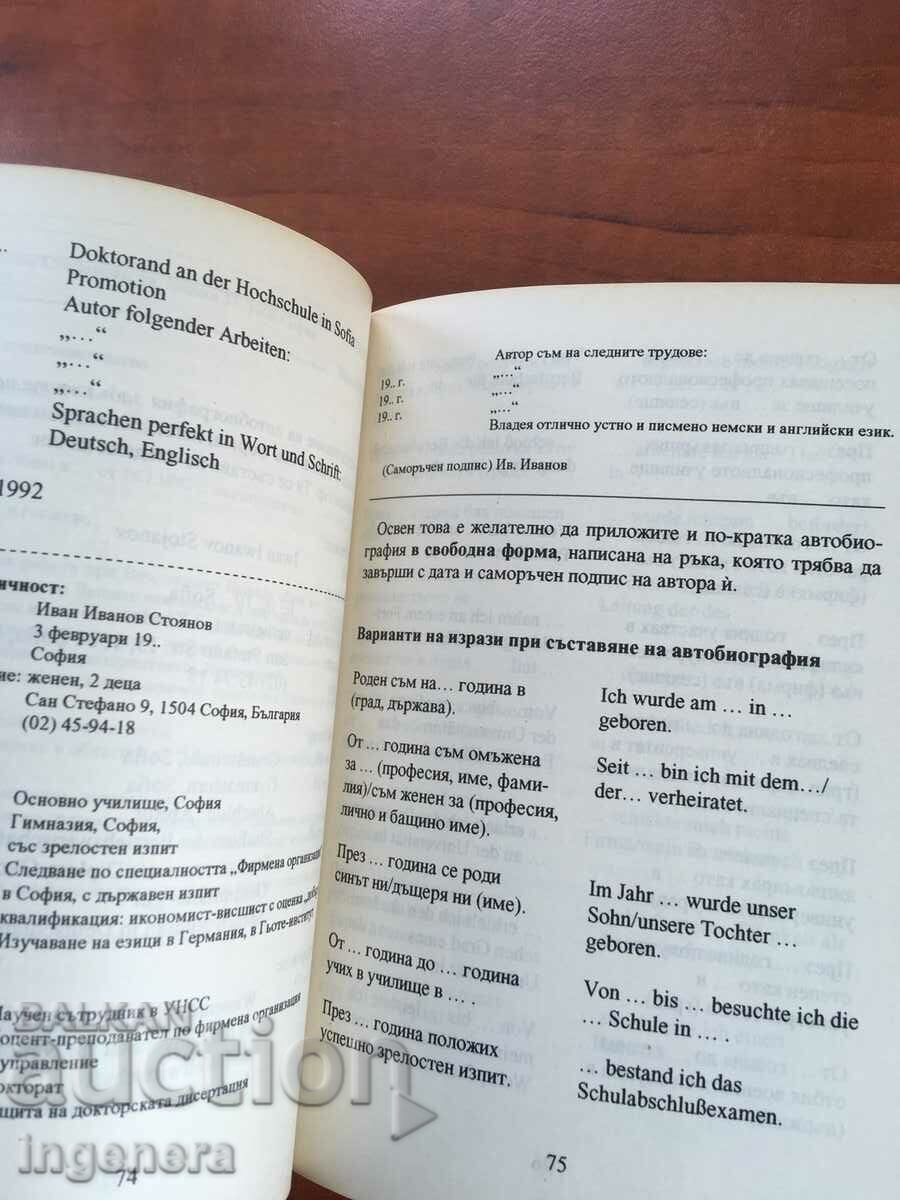 Doktorand an der Hochschule in Sofia
Promotion
Autor folgender Arbeiten:
„…“
„…“
„…“
Sprachen perfekt in Wort und Schrift:
Deutsch, Englisch
1992
Иван Иванов Стоянов
3 февруари 19..
София
женен, 2 деца
Сан Стефано 9, 1504 София, България
(02) 45-94-18
Основно училище, София
Гимназия, София,
със зрелостен изпит
Следване по специалността „Фирмена организация
в София, с държавен изпит
квалификация: икономист-висшист с оценка
Изучаване на езици в Германия, в Гьоте-институт
сътрудник в УНСС
по фирмена организация
управление
на докторската дисертация
74
Автор съм на следните трудове:
19.. г. „…“
19.. г. „…“
19.. г. „…“
Владея отлично устно и писмено немски и английски език.
(Саморъчен подпис) Ив. Иванов
Освен това е желателно да приложите и по-кратка автобио-
графия в свободна форма, написана на ръка, която трябва да
завърши с дата и саморъчен подпис на автора ѝ.
Варианти на изрази при съставяне на автобиография
Роден съм на… година в
(град, държава).
Ich wurde am … in …
geboren.
От… година съм омъжена
за… (професия, име, фами-
лия)/съм женен за (професия,
лично и бащино име).
Seit … bin ich mit dem…/
der… verheiratet.
През … година се роди
синът ни/дъщеря ни (име).
Im Jahr … wurde unser
Sohn/unsere Tochter …
geboren.
От… година до … година
учих в училище в … .
Von … bis … besuchte ich die
… Schule in … .
През … година положих
успешно зрелостен изпит.
… bestand ich das
Schulabschlußexamen.
75
BALKAN
auction
ingenera